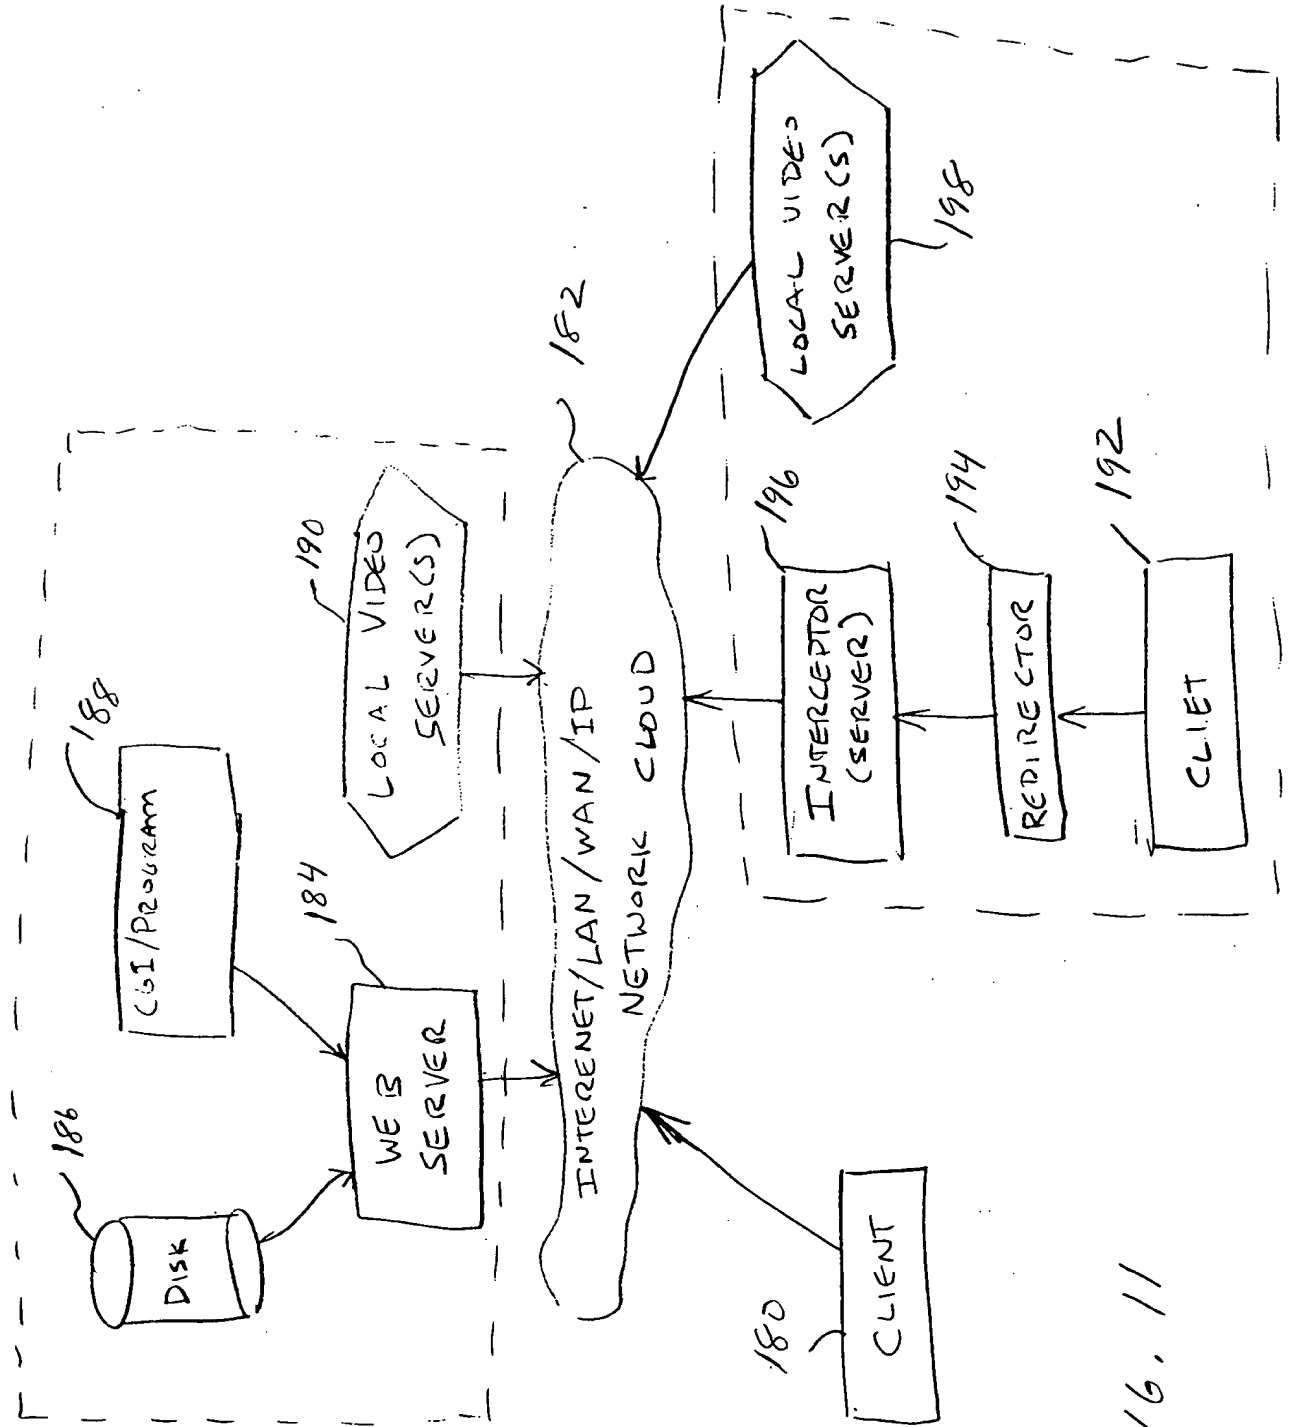 186
188
DISK
CGI/PROGRAM
184
190
WEB
SERVER
LOCAL VIDEO
SERVER(S)
182
INTERENET/LAN/WAN/IP
NETWORK CLOUD
180
CLIENT
196
INTERCEPTOR
(SERVER)
LOCAL VIDEO
SERVER(S)
198
194
REDIRECTOR
192
CLIET
16. 11